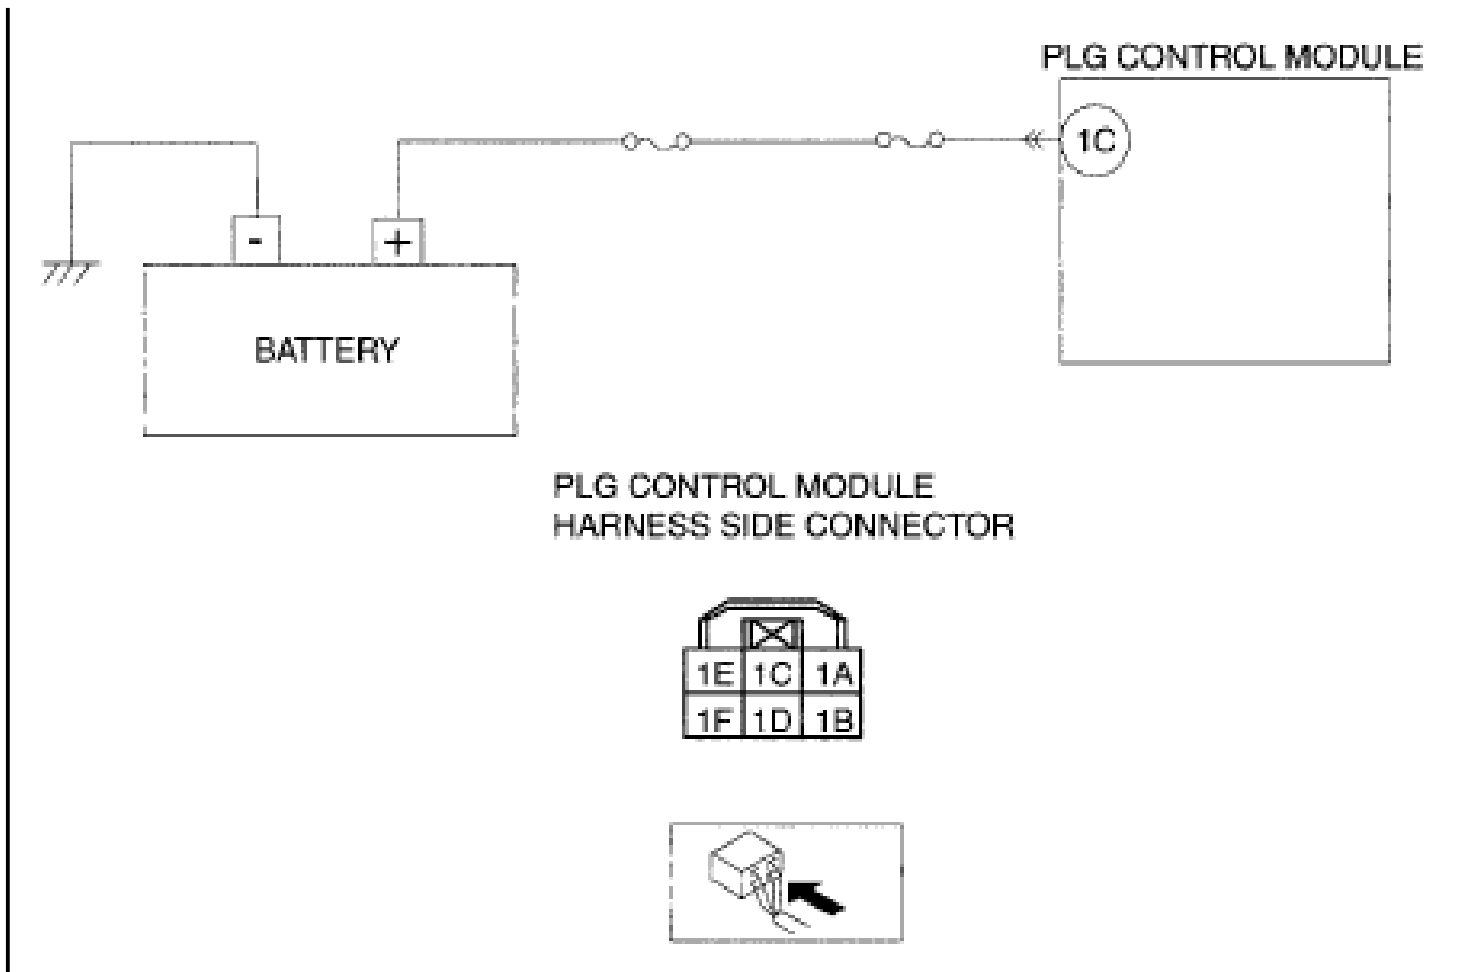 PLG CONTROL MODULE
1C
- +
BATTERY
PLG CONTROL MODULE
HARNESS SIDE CONNECTOR
1E 1C 1A
1F 1D 1B